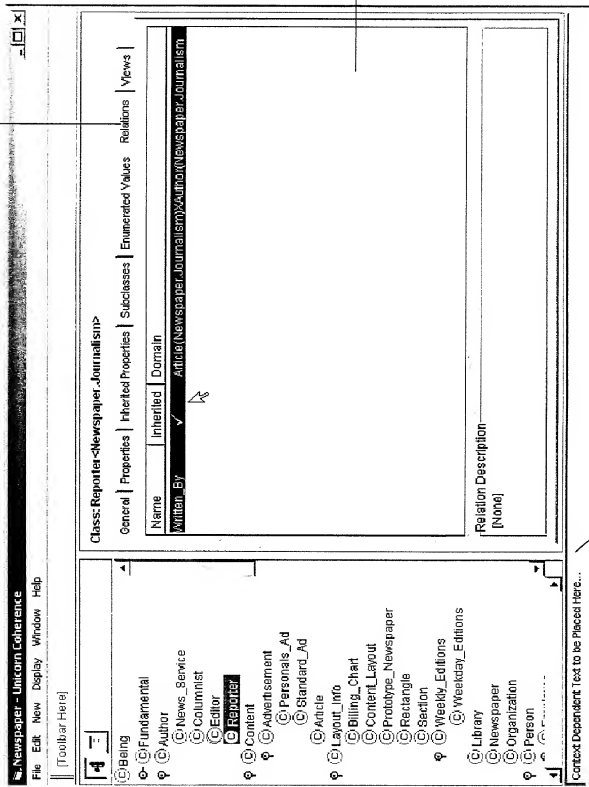 Newspaper - Unicorn Coherence
File Edit New Display Window Help
[Toolbar Here]
Being
Fundamental
Author
News_Service
Columnist
Editor
Reporter
Content
Advertisement
Personals_Ad
Standard_Ad
Article
Layout_Info
Billing_Chart
Content_Layout
Prototype_Newspaper
Rectangle
Section
Weekly_Editions
Weekday_Editions
Library
Newspaper
Organization
Person
Class: Reporter<Newspaper.Journalism>
General Properties Inherited Properties Subclasses Enumerated Values Relations Views
Name Inherited Domain
Written_By ✓ Article(Newspaper.Journalism)XAuthor(Newspaper.Journalism
Relation Description
[None]
Context Dependent Text to be Placed Here...